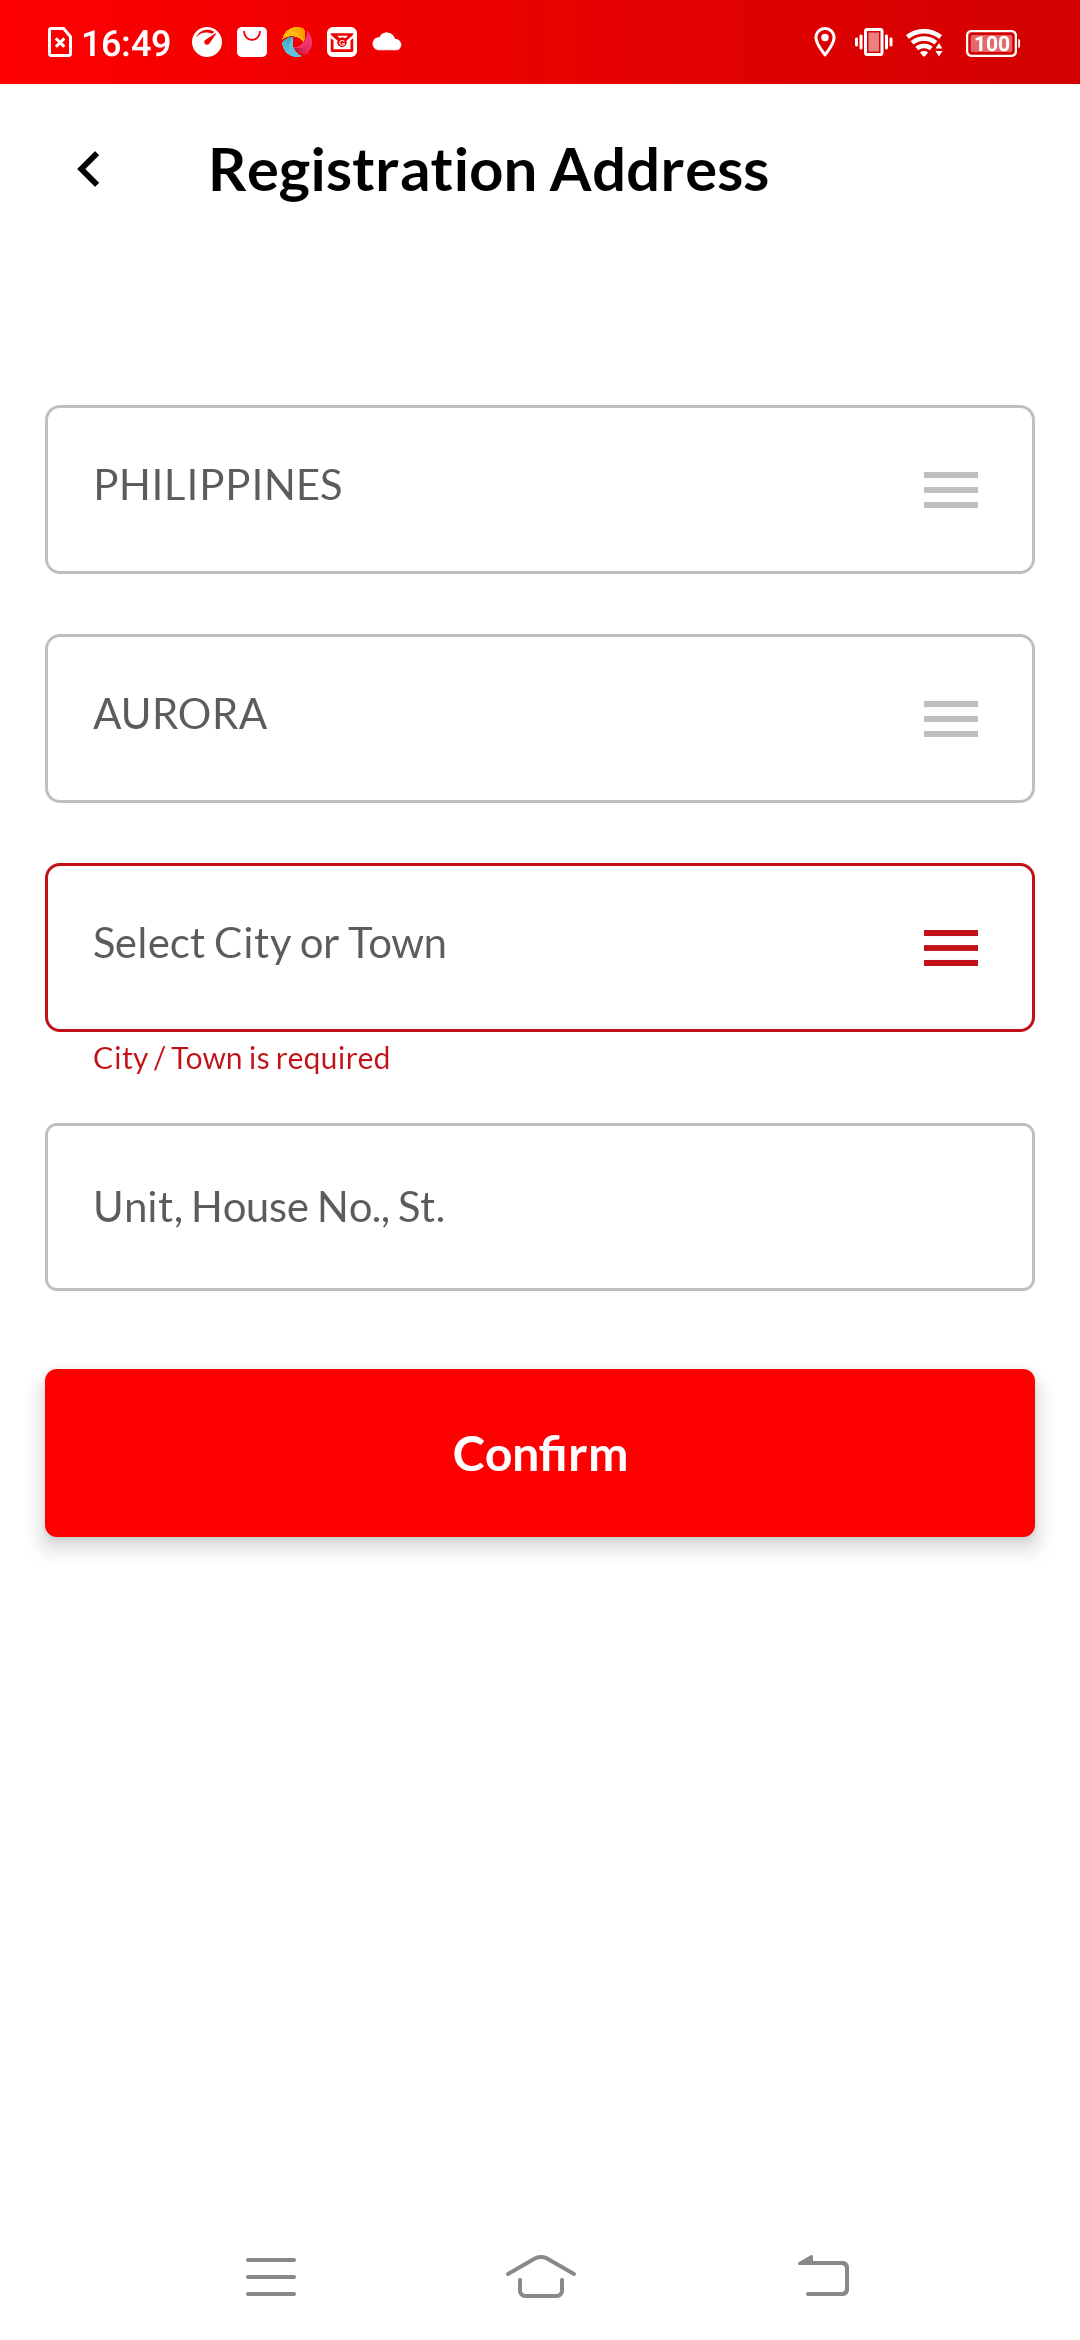 16:49
100
Registration Address
PHILIPPINES
AURORA
Select City or Town
City / Town is required
Unit, House No., St.
Confirm